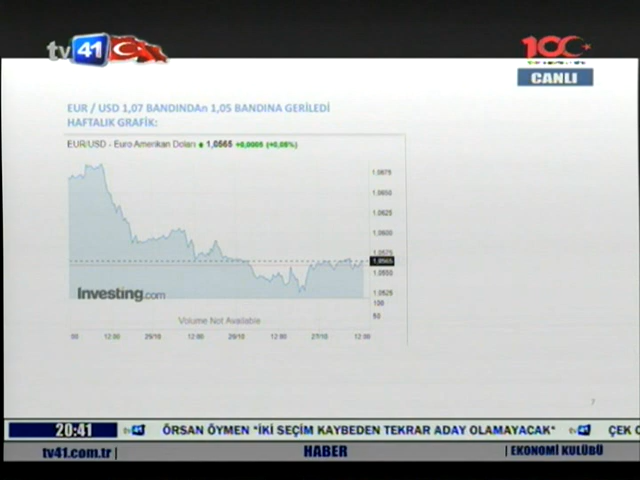 tv41
100
CANLI
EUR / USD 1,07 BANDINDAn 1,05 BANDINA GERİLEDİ
HAFTALIK GRAFİK:
EUR/USD - Euro Amerikan Doları 1,0565 +0,0005 (+0,05%)
1,0675
1,0650
1,0625
1,0600
1,0575
1,0565
1,0550
1,0525
100
50
Investing.com
Volume Not Available
00 12:00 25/10 12:00 26/10 12:00 27/10 12:00
7
20:41 tv41 ÖRSAN ÖYMEN "İKİ SEÇİM KAYBEDEN TEKRAR ADAY OLAMAYACAK" tv41 ÇEK
tv41.com.tr | HABER | EKONOMİ KULÜBÜ